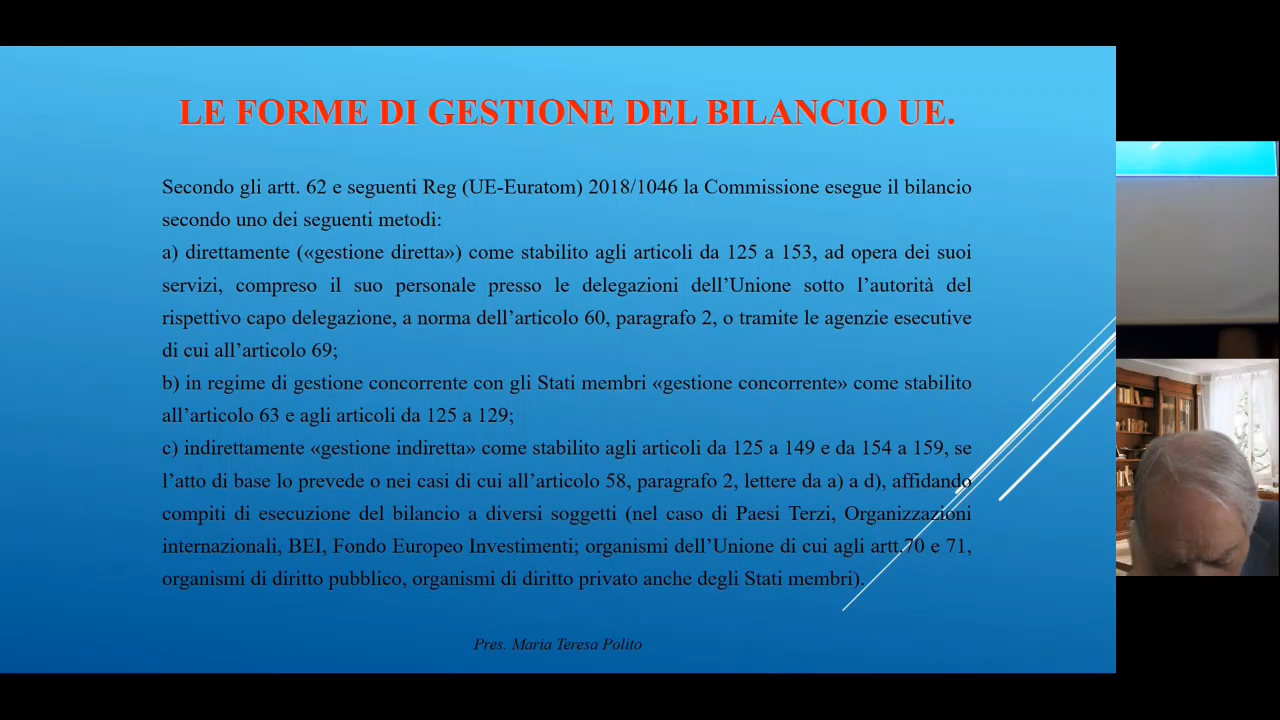 LE FORME DI GESTIONE DEL BILANCIO UE.
Secondo gli artt. 62 e seguenti Reg (UE-Euratom) 2018/1046 la Commissione esegue il bilancio
secondo uno dei seguenti metodi:
a) direttamente («gestione diretta») come stabilito agli articoli da 125 a 153, ad opera dei suoi
servizi, compreso il suo personale presso le delegazioni dell’Unione sotto l’autorità del
rispettivo capo delegazione, a norma dell’articolo 60, paragrafo 2, o tramite le agenzie esecutive
di cui all’articolo 69;
b) in regime di gestione concorrente con gli Stati membri «gestione concorrente» come stabilito
all’articolo 63 e agli articoli da 125 a 129;
c) indirettamente «gestione indiretta» come stabilito agli articoli da 125 a 149 e da 154 a 159, se
l’atto di base lo prevede o nei casi di cui all’articolo 58, paragrafo 2, lettere da a) a d), affidando
compiti di esecuzione del bilancio a diversi soggetti (nel caso di Paesi Terzi, Organizzazioni
internazionali, BEI, Fondo Europeo Investimenti; organismi dell’Unione di cui agli artt.70 e 71,
organismi di diritto pubblico, organismi di diritto privato anche degli Stati membri).
Pres. Maria Teresa Polito